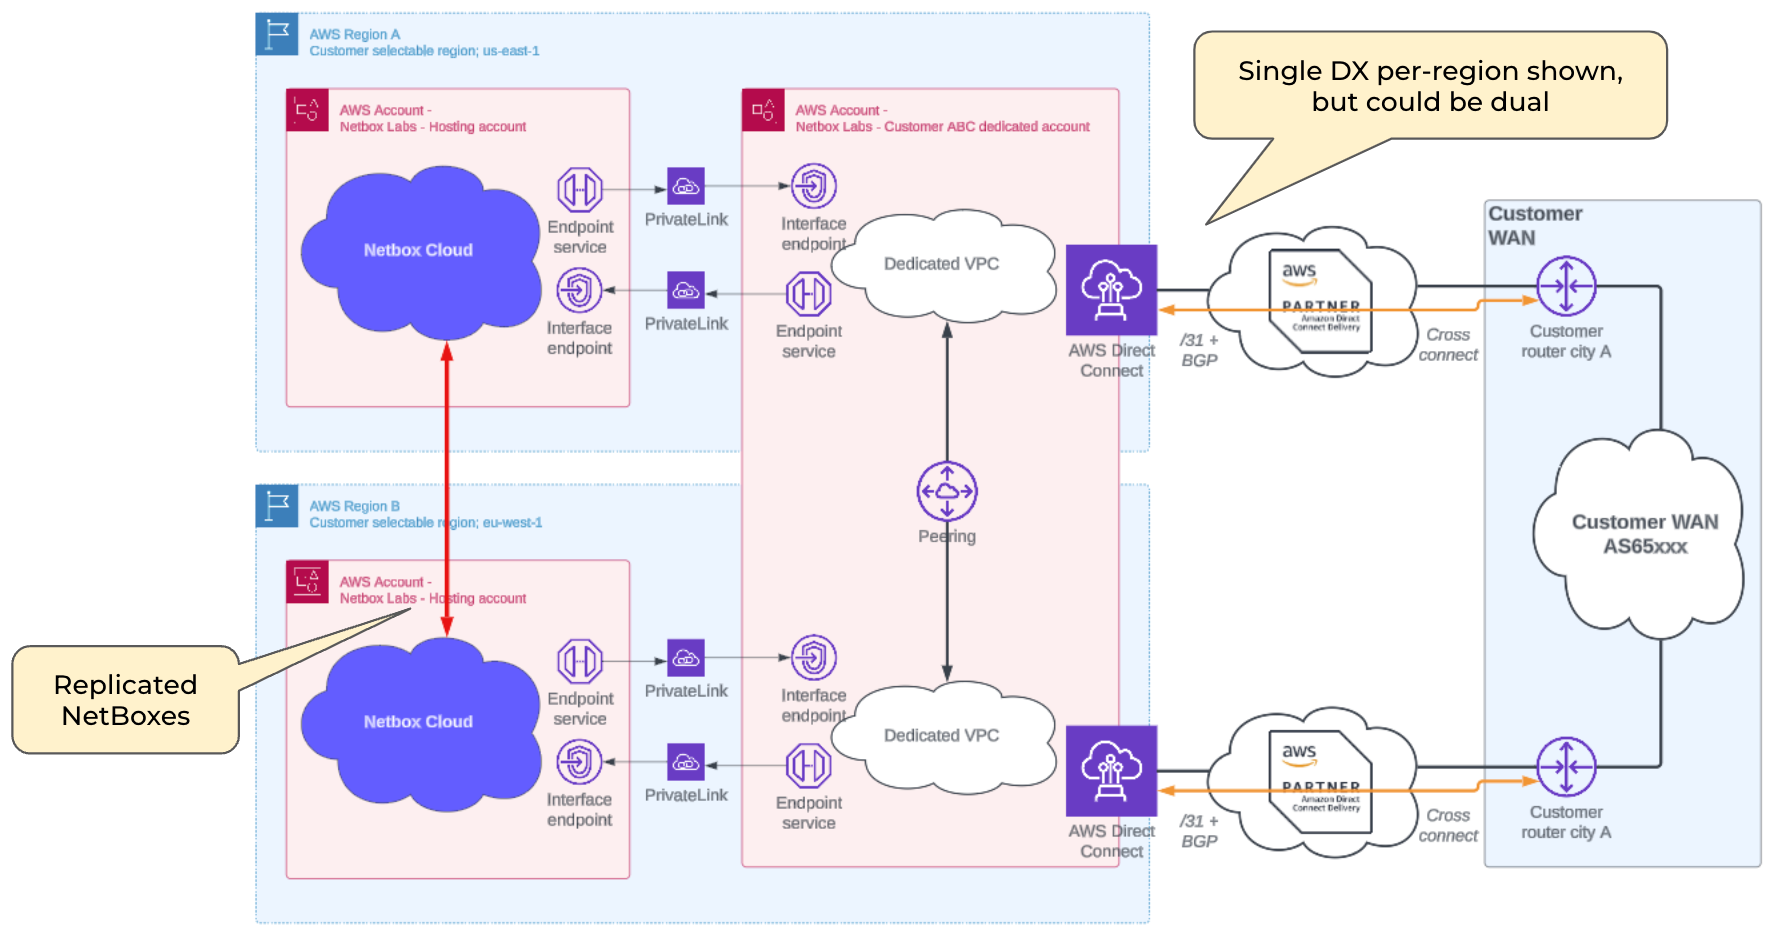 AWS Region A
Customer selectable region; us-east-1
AWS Account -
Netbox Labs - Hosting account
AWS Account -
Netbox Labs - Customer ABC dedicated account
Single DX per-region shown,
but could be dual
Netbox Cloud
Endpoint
service
PrivateLink
Interface
endpoint
Interface
endpoint
PrivateLink
Endpoint
service
Dedicated VPC
AWS Direct
Connect
/31 +
BGP
aws
PARTNER
Amazon Direct
Connect Delivery
Cross
connect
Customer
WAN
Customer
router city A
Peering
Customer WAN
AS65xxx
AWS Region B
Customer selectable region; eu-west-1
AWS Account -
Netbox Labs - Hosting account
Replicated
NetBoxes
Netbox Cloud
Endpoint
service
PrivateLink
Interface
endpoint
Interface
endpoint
PrivateLink
Endpoint
service
Dedicated VPC
AWS Direct
Connect
/31 +
BGP
aws
PARTNER
Amazon Direct
Connect Delivery
Cross
connect
Customer
router city A